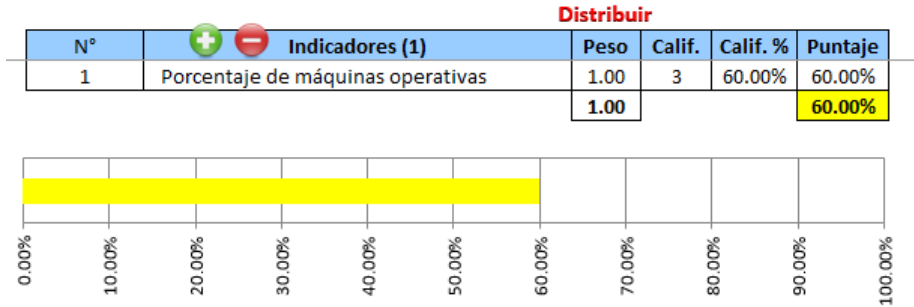 Distribuir
N° Indicadores (1) Peso Calif. Calif. % Puntaje
1 Porcentaje de máquinas operativas 1.00 3 60.00% 60.00%
1.00 60.00%
0.00% 10.00% 20.00% 30.00% 40.00% 50.00% 60.00% 70.00% 80.00% 90.00% 100.00%